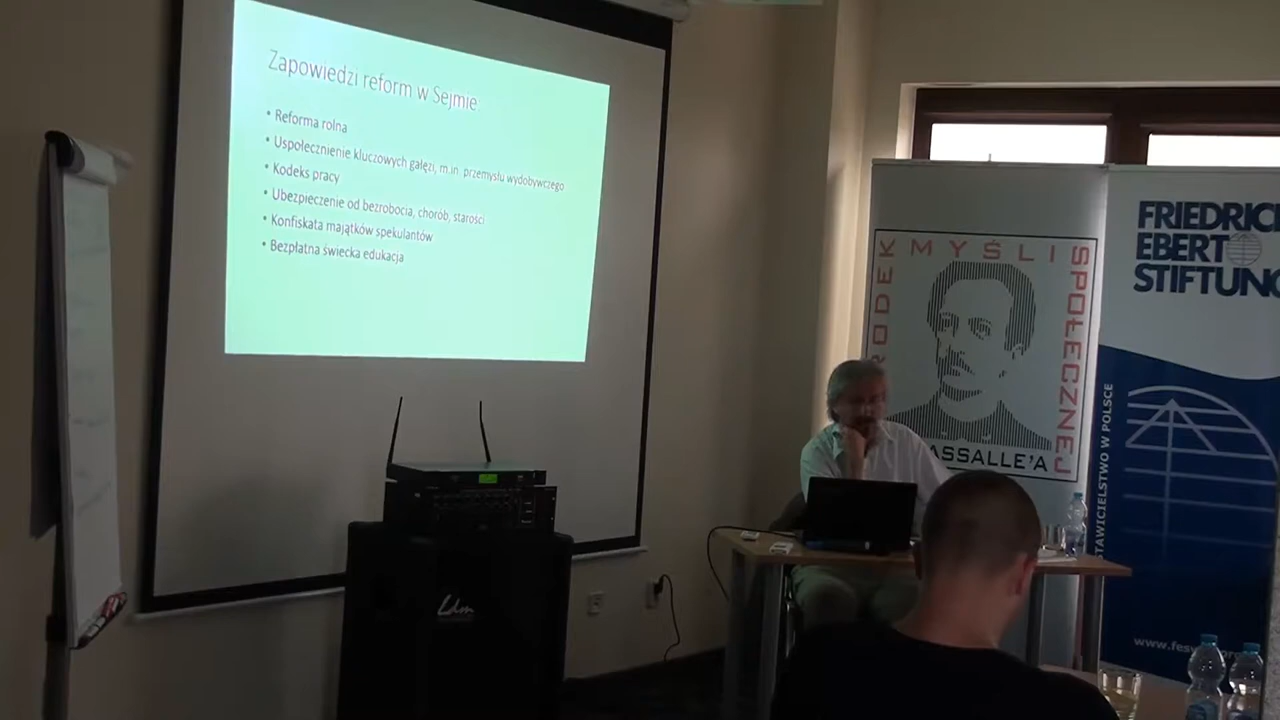 Zapowiedzi reform w Sejmie
• Reforma rolna
• Uspołecznienie kluczowych gałęzi, m.in. przemysłu wydobywczego
• Kodeks pracy
• Ubezpieczenie od bezrobocia, chorób, starości
• Konfiskata majątków spekulantów
• Bezpłatna świecka edukacja
RODEK MYŚLI SPOŁECZNEJ
ASSALLE'A
FRIEDRICH
EBERT
STIFTUNG
STAWICIELSTWO W POLSCE
www.fes
Ldm